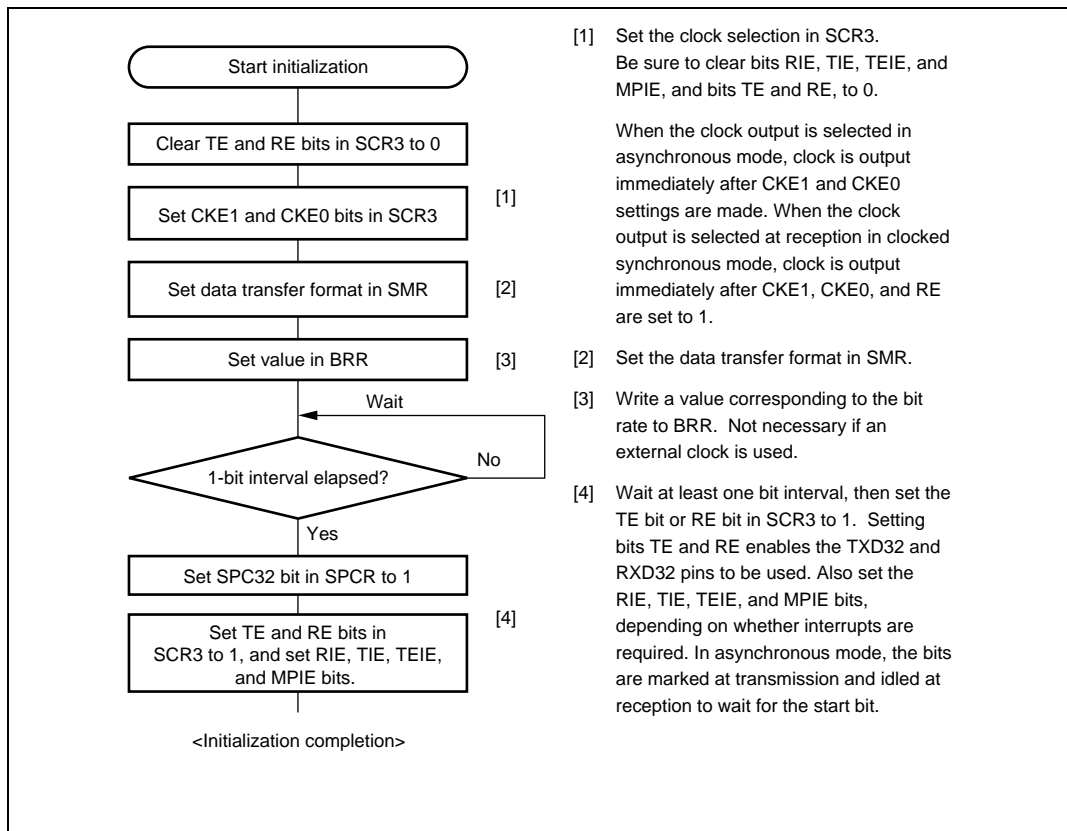 Start initialization
Clear TE and RE bits in SCR3 to 0
Set CKE1 and CKE0 bits in SCR3
[1]
Set data transfer format in SMR
[2]
Set value in BRR
[3]
Wait
1-bit interval elapsed?
No
Yes
Set SPC32 bit in SPCR to 1
Set TE and RE bits in
SCR3 to 1, and set RIE, TIE, TEIE,
and MPIE bits.
[4]
<Initialization completion>
[1] Set the clock selection in SCR3.
Be sure to clear bits RIE, TIE, TEIE, and
MPIE, and bits TE and RE, to 0.
When the clock output is selected in
asynchronous mode, clock is output
immediately after CKE1 and CKE0
settings are made. When the clock
output is selected at reception in clocked
synchronous mode, clock is output
immediately after CKE1, CKE0, and RE
are set to 1.
[2] Set the data transfer format in SMR.
[3] Write a value corresponding to the bit
rate to BRR. Not necessary if an
external clock is used.
[4] Wait at least one bit interval, then set the
TE bit or RE bit in SCR3 to 1. Setting
bits TE and RE enables the TXD32 and
RXD32 pins to be used. Also set the
RIE, TIE, TEIE, and MPIE bits,
depending on whether interrupts are
required. In asynchronous mode, the bits
are marked at transmission and idled at
reception to wait for the start bit.